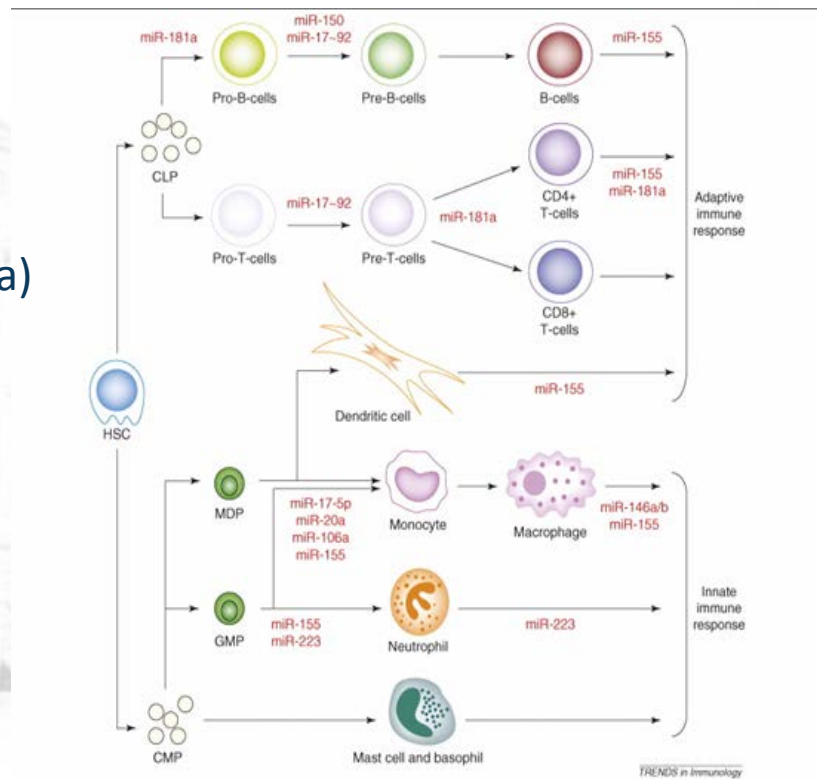 miR-181a
miR-150
miR-17~92
miR-155
Pro-B-cells
Pre-B-cells
B-cells
CLP
miR-17~92
miR-181a
CD4+
T-cells
miR-155
miR-181a
Adaptive
immune
response
Pro-T-cells
Pre-T-cells
a)
CD8+
T-cells
miR-155
Dendritic cell
HSC
MDP
miR-17-5p
miR-20a
miR-106a
miR-155
Monocyte
Macrophage
miR-146a/b
miR-155
Innate
immune
response
GMP
miR-155
miR-223
Neutrophil
miR-223
CMP
Mast cell and basophil
TRENDS in Immunology